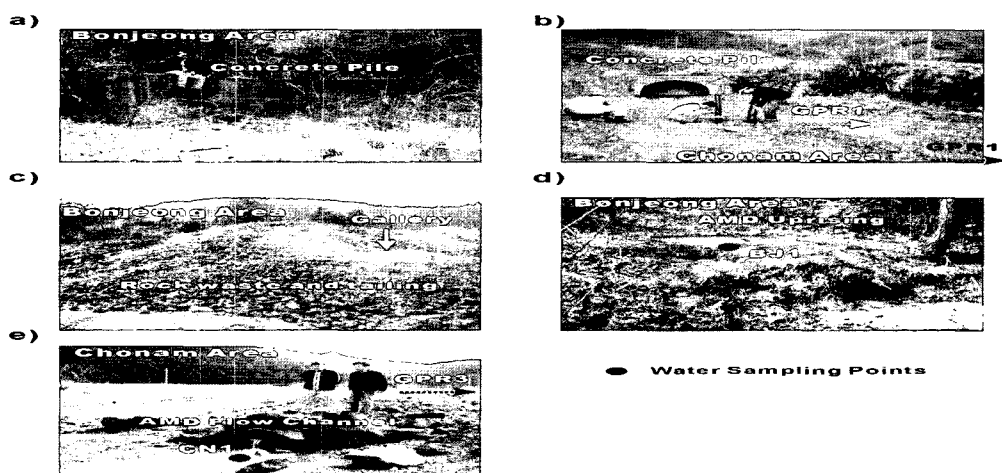 a)
Bonjeong Area
Concrete Pile
b)
Concrete Pile
GPR1
Chonam Area
GPR1
c)
Bonjeong Area
Gallery
Rock waste and tailing
d)
Bonjeong Area
AMD Uprising
BJ1
e)
Chonam Area
GPR3
AMD Flow Channel
CN1
Water Sampling Points